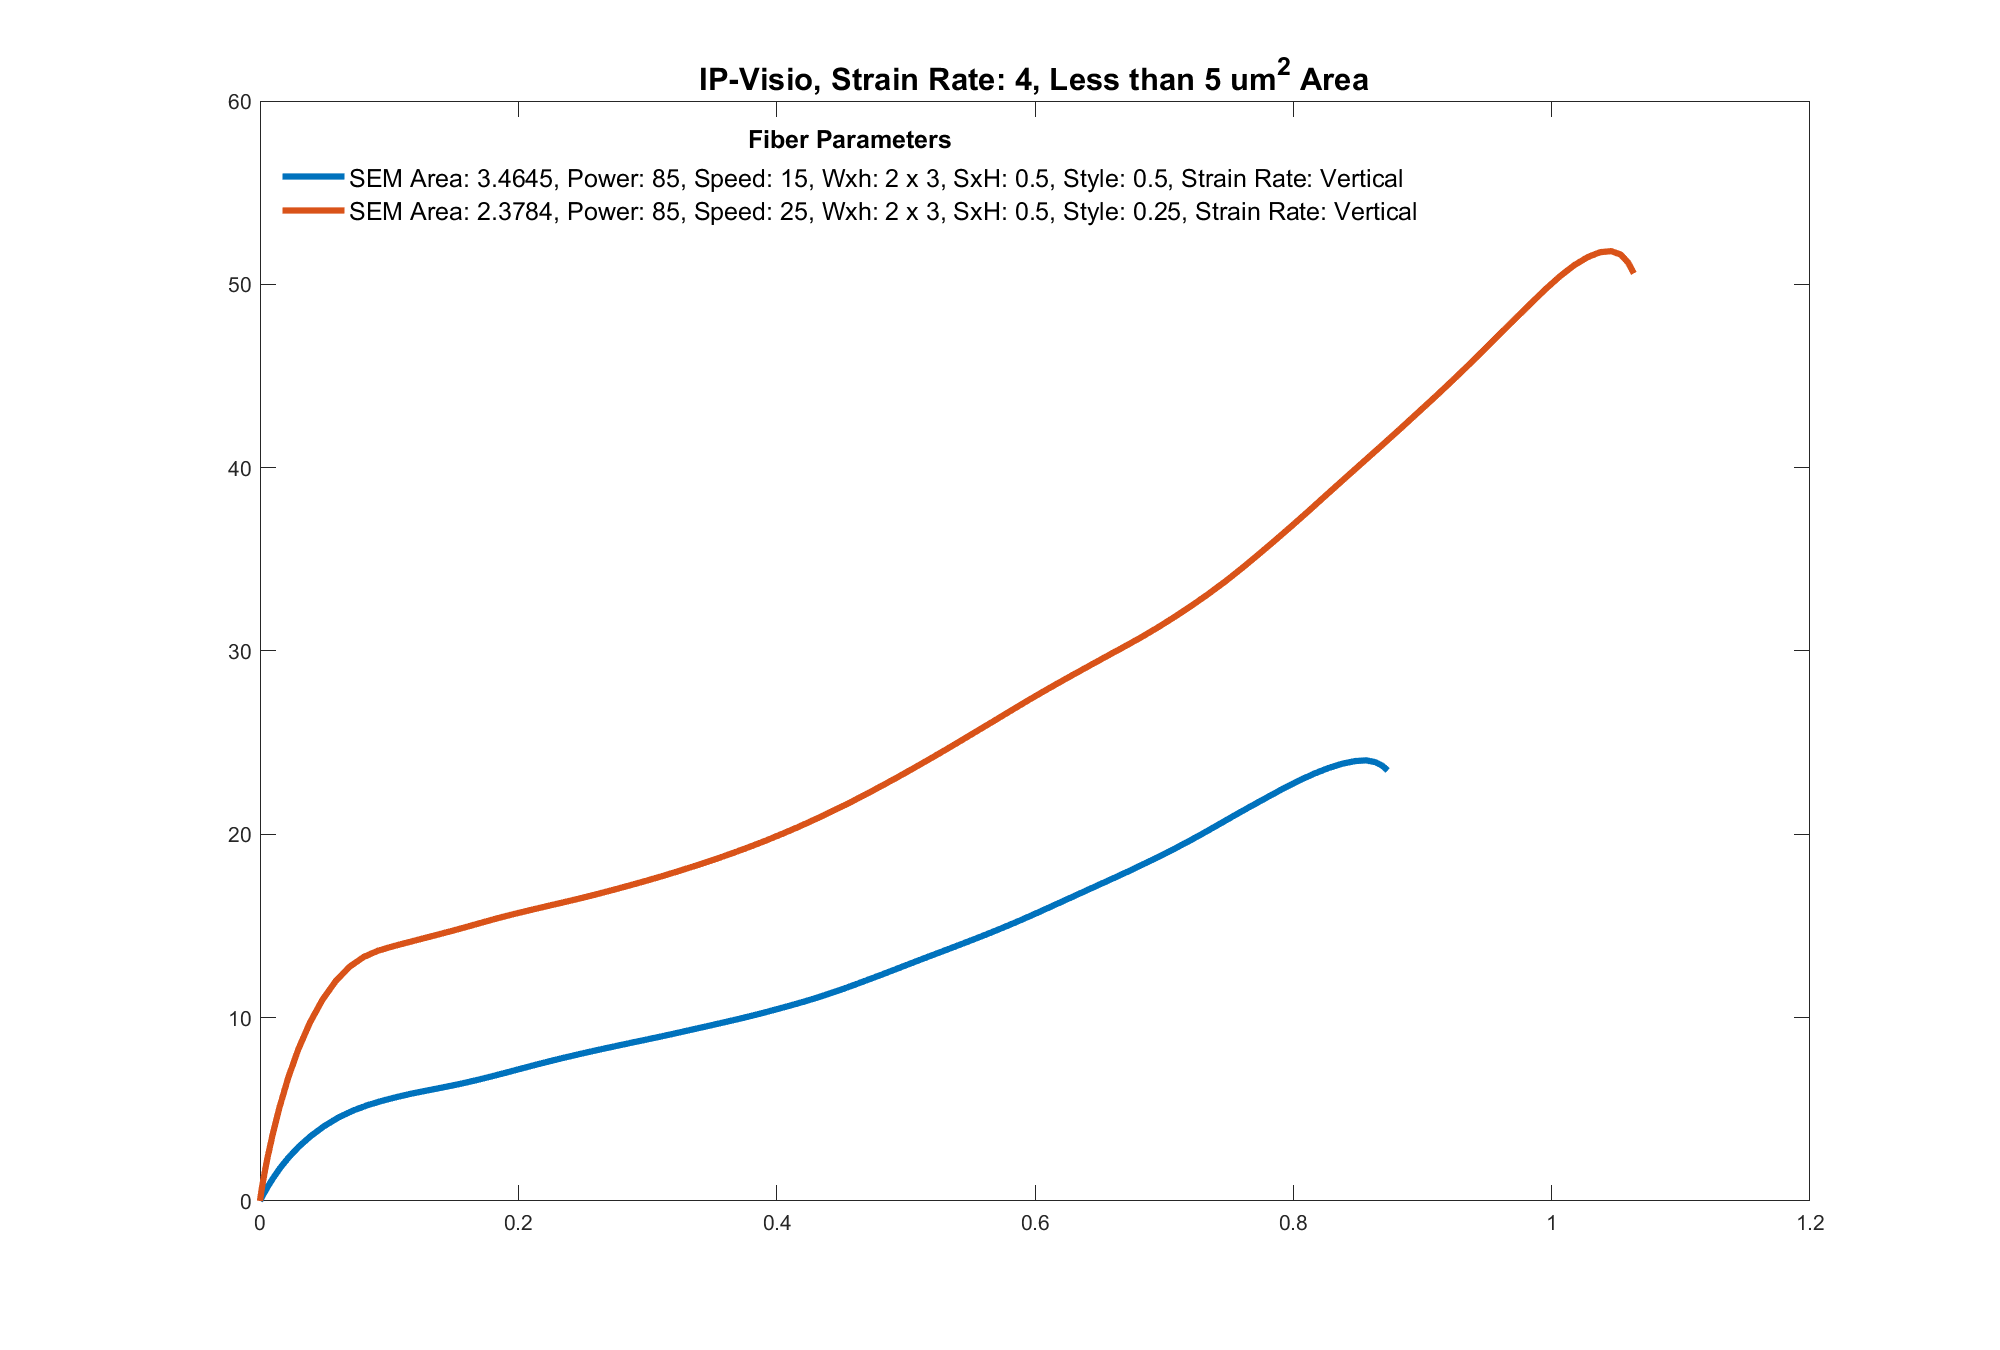 IP-Visio, Strain Rate: 4, Less than 5 um² Area
60
Fiber Parameters
SEM Area: 3.4645, Power: 85, Speed: 15, Wxh: 2 x 3, SxH: 0.5, Style: 0.5, Strain Rate: Vertical
SEM Area: 2.3784, Power: 85, Speed: 25, Wxh: 2 x 3, SxH: 0.5, Style: 0.25, Strain Rate: Vertical
50
40
30
20
10
0
0 0.2 0.4 0.6 0.8 1 1.2